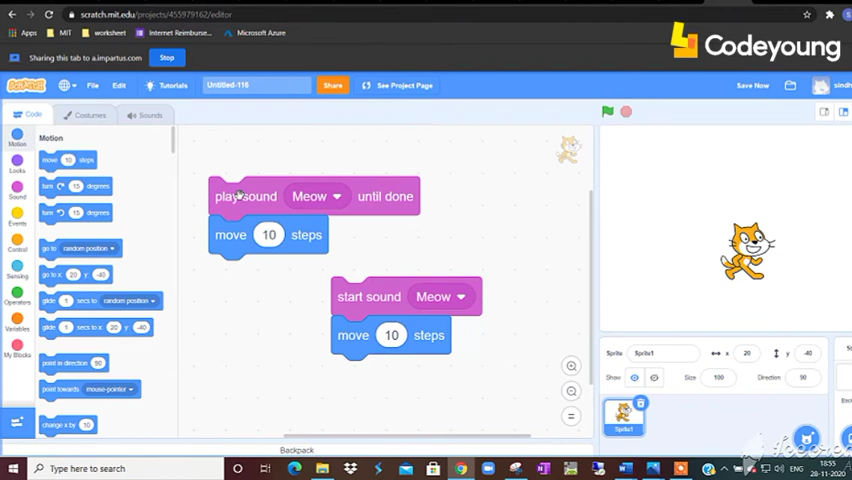 scratch.mit.edu/projects/455979162/editor
Apps
MIT
worksheet
Internet Reimburse...
Microsoft Azure
Sharing this tab to a.impartus.com
Stop
Codeyoung
SCRATCH
File
Edit
Tutorials
Untitled-116
Share
See Project Page
Save Now
sindh
Code
Costumes
Sounds
Motion
Looks
Sound
Events
Control
Sensing
Operators
Variables
My Blocks
Motion
move 10 steps
turn 15 degrees
turn 15 degrees
go to random position
go to x: 20 y: -40
glide 1 secs to random position
glide 1 secs to x: 20 y: -40
point in direction 90
point towards mouse-pointer
change x by 10
play sound Meow until done
move 10 steps
start sound Meow
move 10 steps
Backpack
Sprite Sprite1 x 20 y -40
Show Size 100 Direction 90
Sprite1
Type here to search
ENG
18:55
28-11-2020